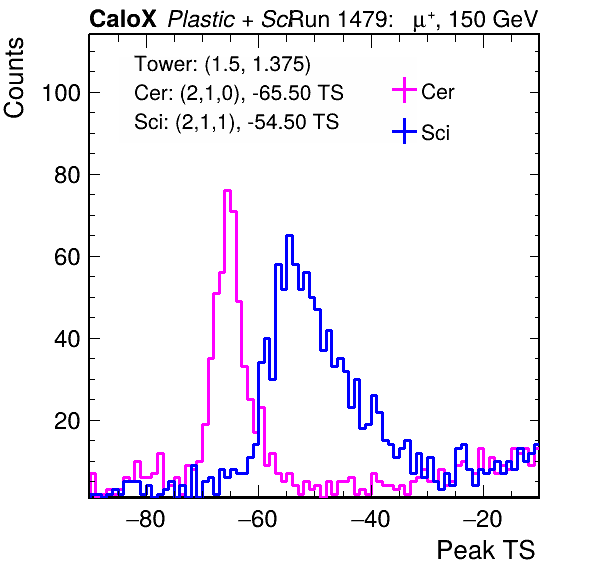 CaloX Plastic + SciRun 1479: μ⁺, 150 GeV
Counts
Tower: (1.5, 1.375)
Cer: (2,1,0), -65.50 TS
Sci: (2,1,1), -54.50 TS
Cer
Sci
100
80
60
40
20
−80 −60 −40 −20
Peak TS